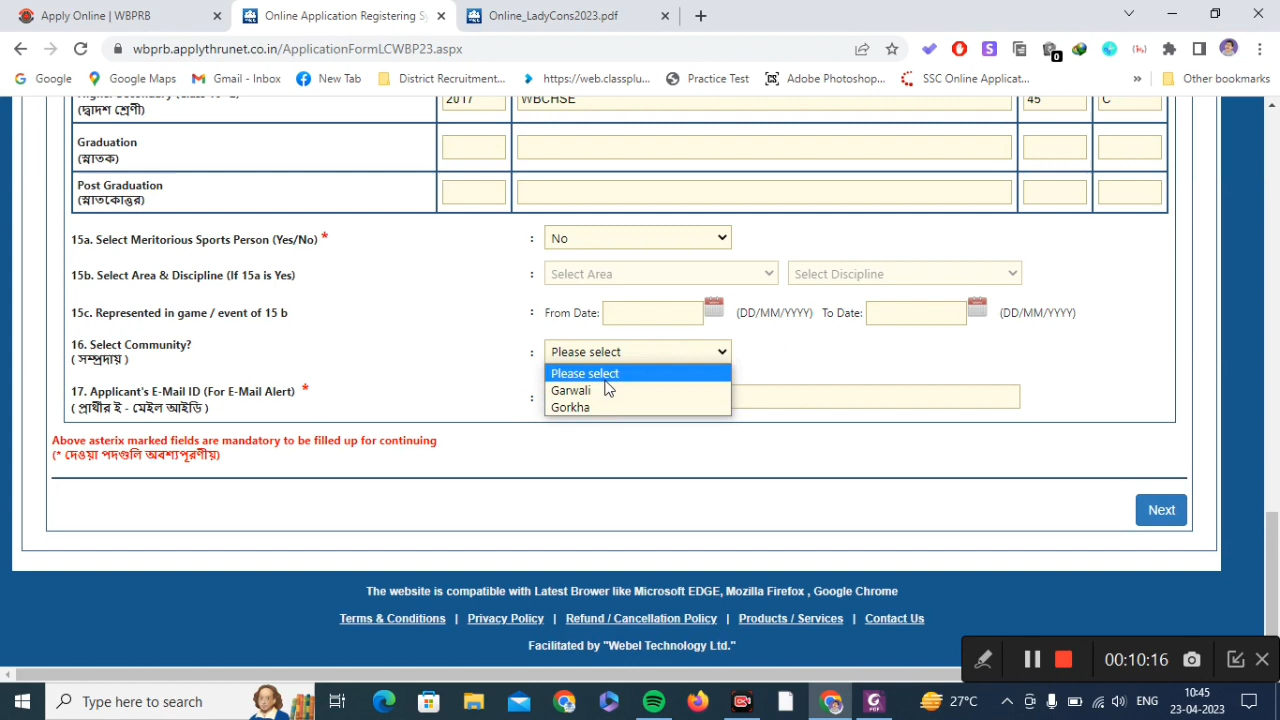 Apply Online | WBPRB
Online Application Registering Sy
Online_LadyCons2023.pdf
wbprb.applythrunet.co.in/ApplicationFormLCWBP23.aspx
Google
Google Maps
Gmail - Inbox
New Tab
District Recruitment...
https://web.classplu...
Practice Test
Adobe Photoshop...
SSC Online Applicat...
»
Other bookmarks
(দ্বাদশ শ্রেণী)
2017 WBCHSE 45 C
Graduation
(স্নাতক)
Post Graduation
(স্নাতকোত্তর)
15a. Select Meritorious Sports Person (Yes/No) * : No
15b. Select Area & Discipline (If 15a is Yes) : Select Area Select Discipline
15c. Represented in game / event of 15 b : From Date: (DD/MM/YYYY) To Date: (DD/MM/YYYY)
16. Select Community? : Please select
( সম্প্রদায় )
Please select
Garwali
Gorkha
17. Applicant's E-Mail ID (For E-Mail Alert) * :
( প্রার্থীর ই - মেইল আইডি )
Above asterix marked fields are mandatory to be filled up for continuing
(* দেওয়া পদগুলি অবশ্যপূরণীয়)
Next
The website is compatible with Latest Brower like Microsoft EDGE, Mozilla Firefox , Google Chrome
Terms & Conditions | Privacy Policy | Refund / Cancellation Policy | Products / Services | Contact Us
Facilitated by "Webel Technology Ltd."
00:10:16
Type here to search
27°C
ENG
10:45
23-04-2023